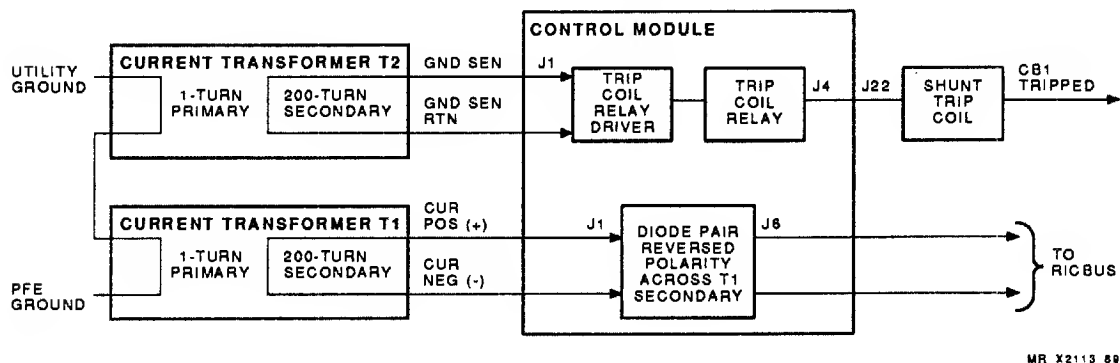 CONTROL MODULE
CURRENT TRANSFORMER T2
UTILITY
GROUND
1-TURN
PRIMARY
200-TURN
SECONDARY
GND SEN
GND SEN
RTN
J1
TRIP
COIL
RELAY
DRIVER
TRIP
COIL
RELAY
J4
J22
SHUNT
TRIP
COIL
CB1
TRIPPED
CURRENT TRANSFORMER T1
PFE
GROUND
1-TURN
PRIMARY
200-TURN
SECONDARY
CUR
POS (+)
CUR
NEG (-)
J1
DIODE PAIR
REVERSED
POLARITY
ACROSS T1
SECONDARY
J6
TO
RICBUS